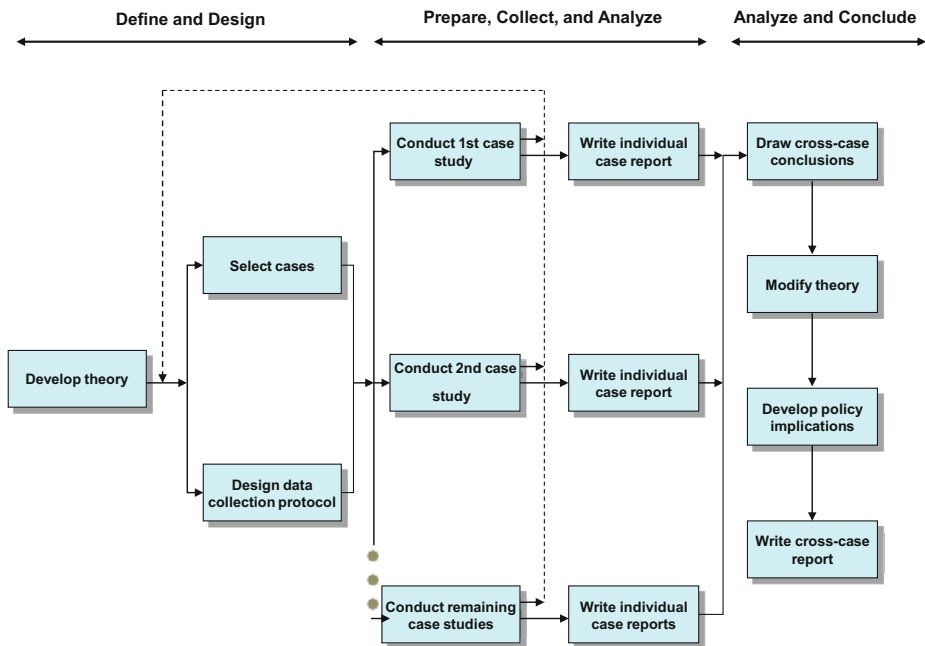 Define and Design
Prepare, Collect, and Analyze
Analyze and Conclude
Develop theory
Select cases
Design data
collection protocol
Conduct 1st case
study
Write individual
case report
Conduct 2nd case
study
Write individual
case report
Conduct remaining
case studies
Write individual
case reports
Draw cross-case
conclusions
Modify theory
Develop policy
implications
Write cross-case
report